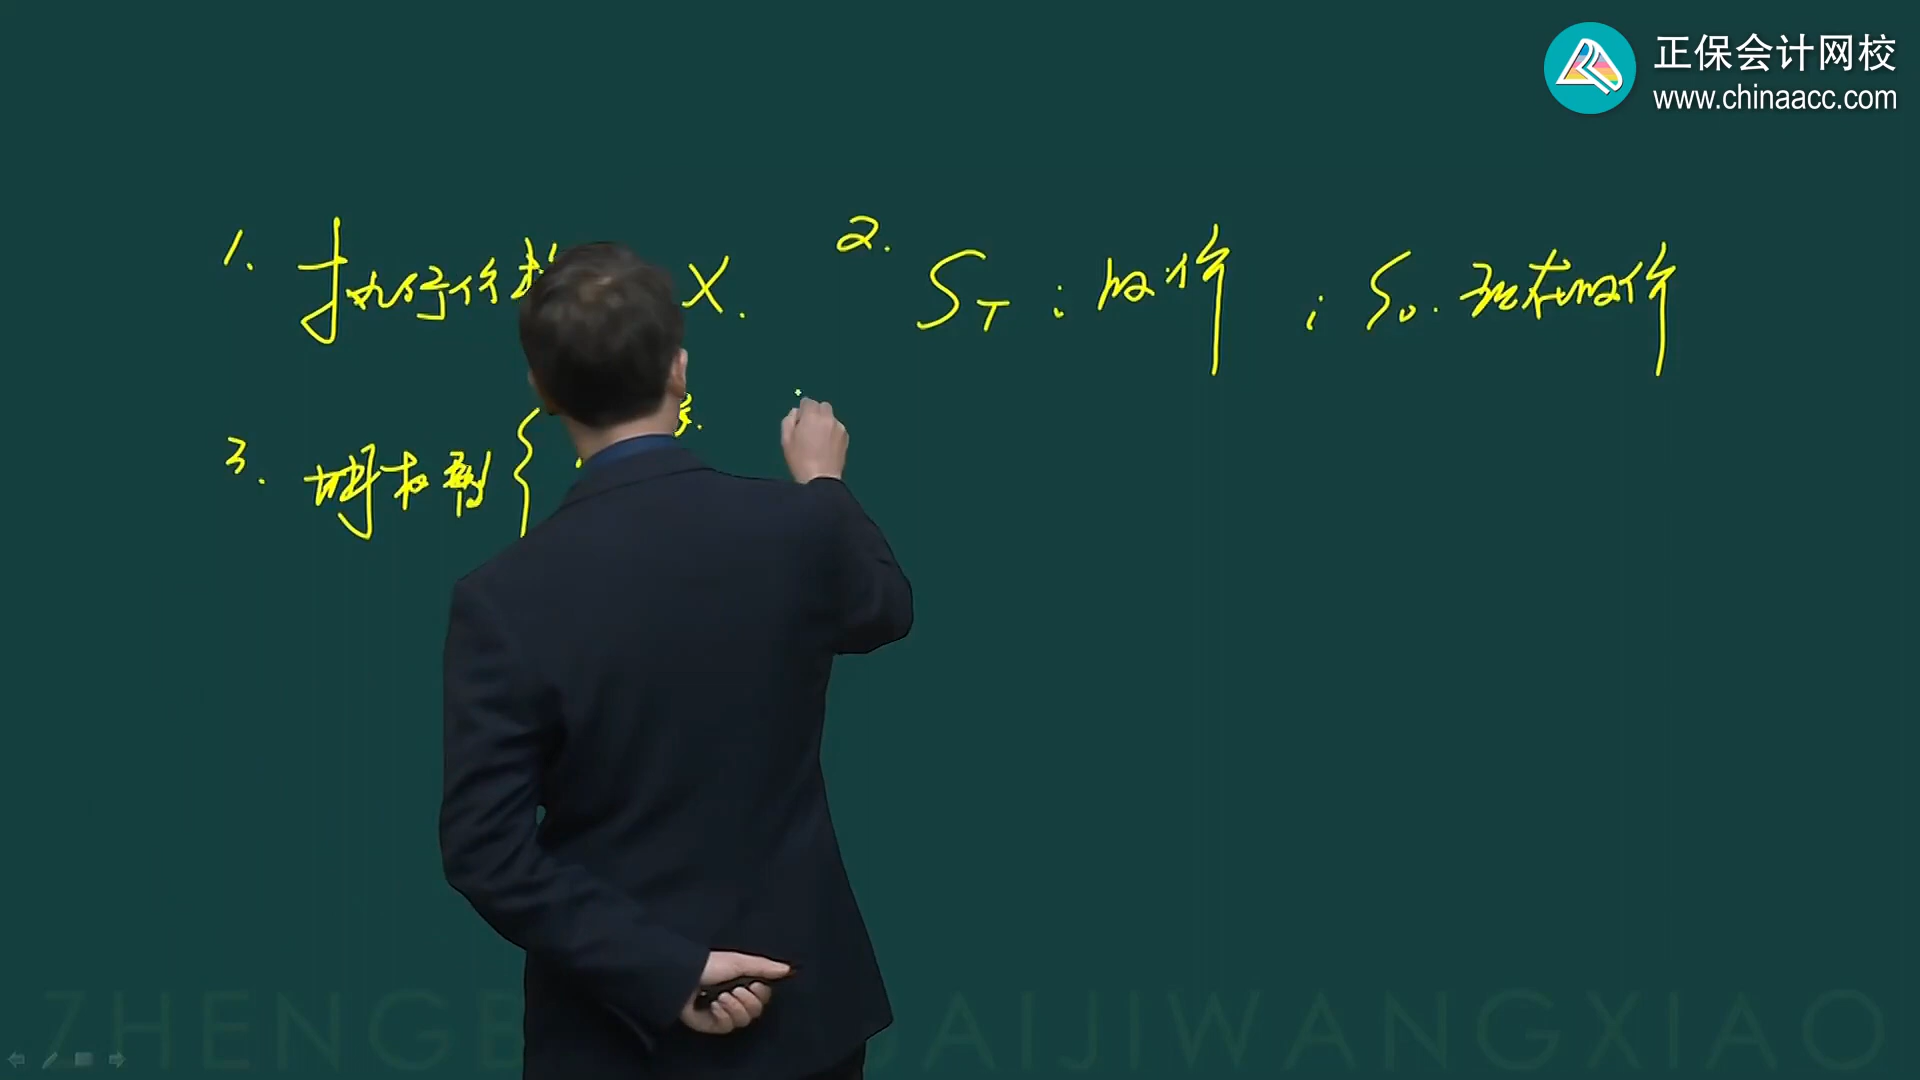 正保会计网校
www.chinaacc.com
1. 执行价格 X.
2. ST : 股价 ; S0. 现在股价
3. 期权到 {
ZHENGB AIJIWANGXIAO